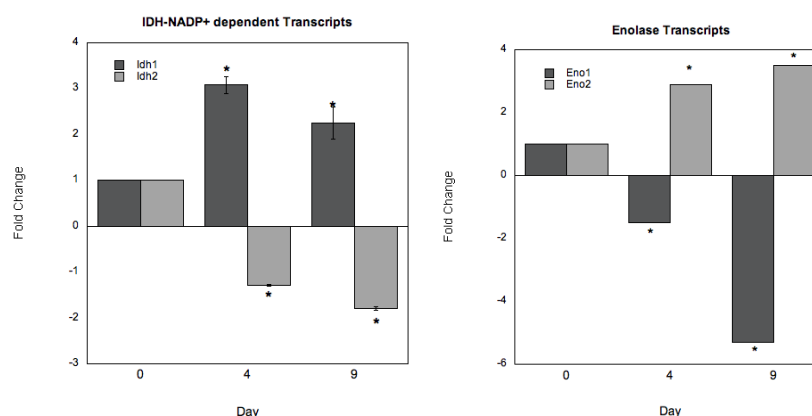 IDH-NADP+ dependent Transcripts
4
3
2
1
0
-1
-2
-3
Fold Change
Idh1
Idh2
*
*
*
*
0
4
9
Day
Enolase Transcripts
4
2
0
-2
-4
-6
Fold Change
Eno1
Eno2
*
*
*
*
0
4
9
Day